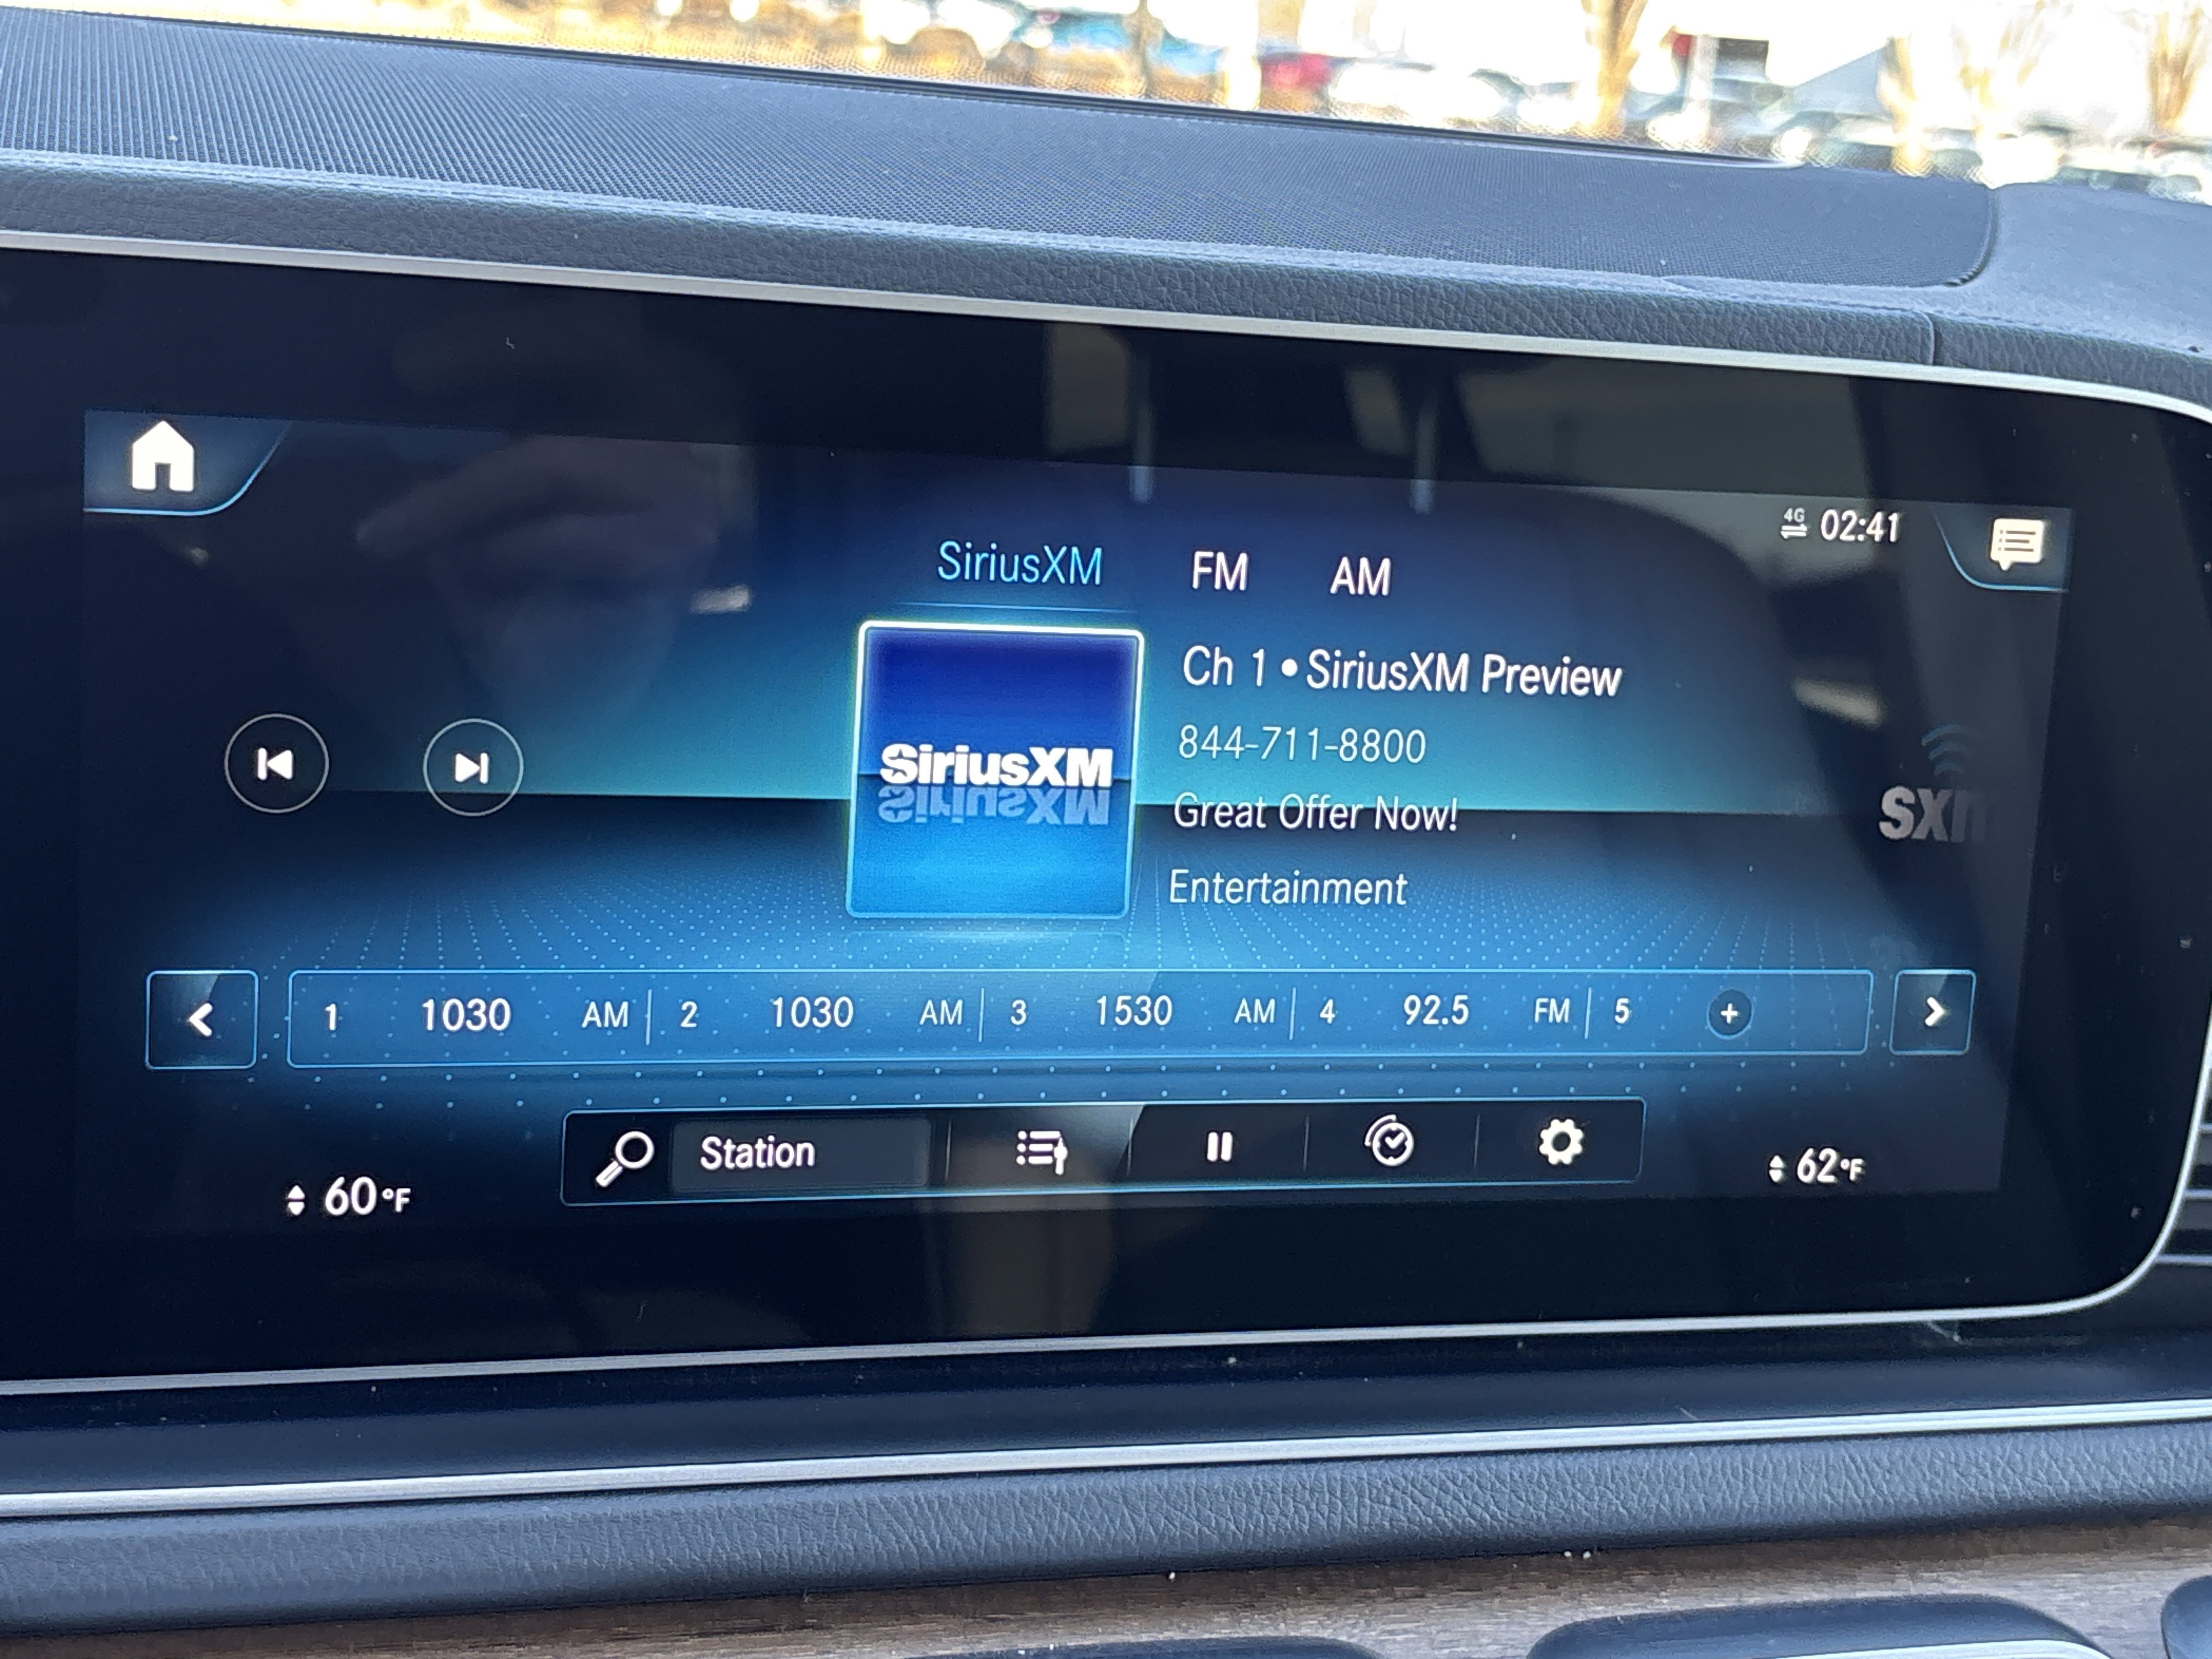 4G 02:41
SiriusXM FM AM
Ch 1 • SiriusXM Preview
844-711-8800
Great Offer Now!
Entertainment
SiriusXM
1 1030 AM 2 1030 AM 3 1530 AM 4 92.5 FM 5 +
Station
60°F
62°F